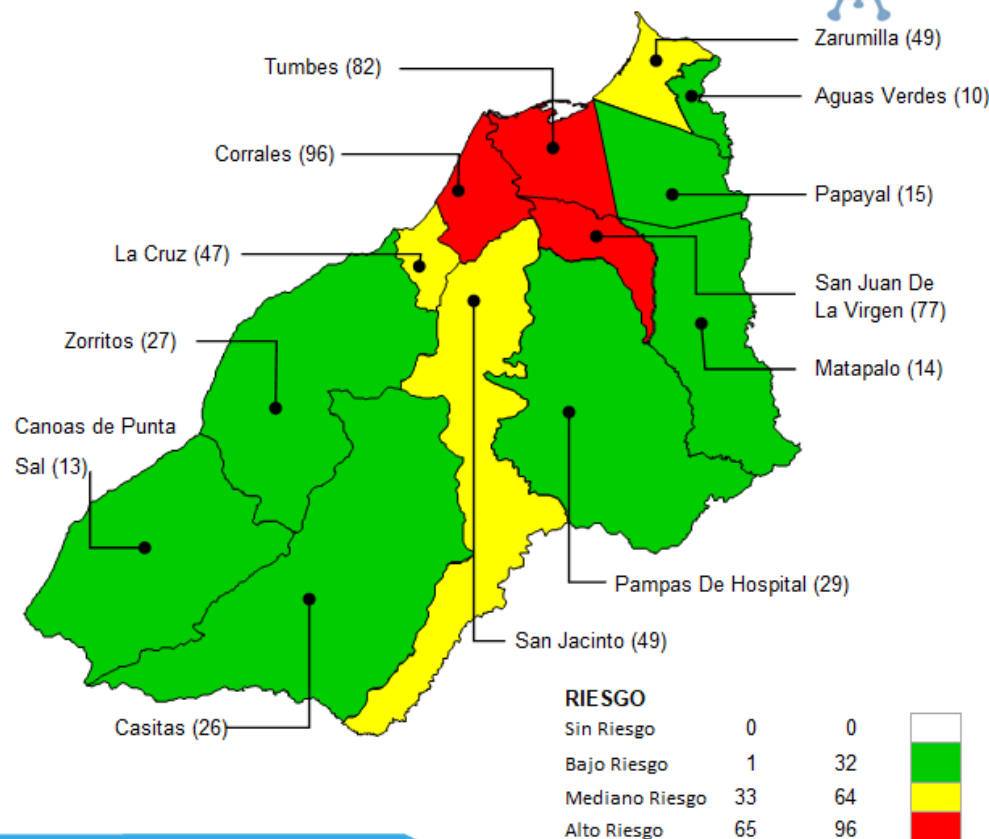 Zarumilla (49)
Tumbes (82)
Aguas Verdes (10)
Corrales (96)
Papayal (15)
La Cruz (47)
San Juan De
La Virgen (77)
Zorritos (27)
Matapalo (14)
Canoas de Punta
Sal (13)
Pampas De Hospital (29)
San Jacinto (49)
Casitas (26)
RIESGO
Sin Riesgo 0 0
Bajo Riesgo 1 32
Mediano Riesgo 33 64
Alto Riesgo 65 96